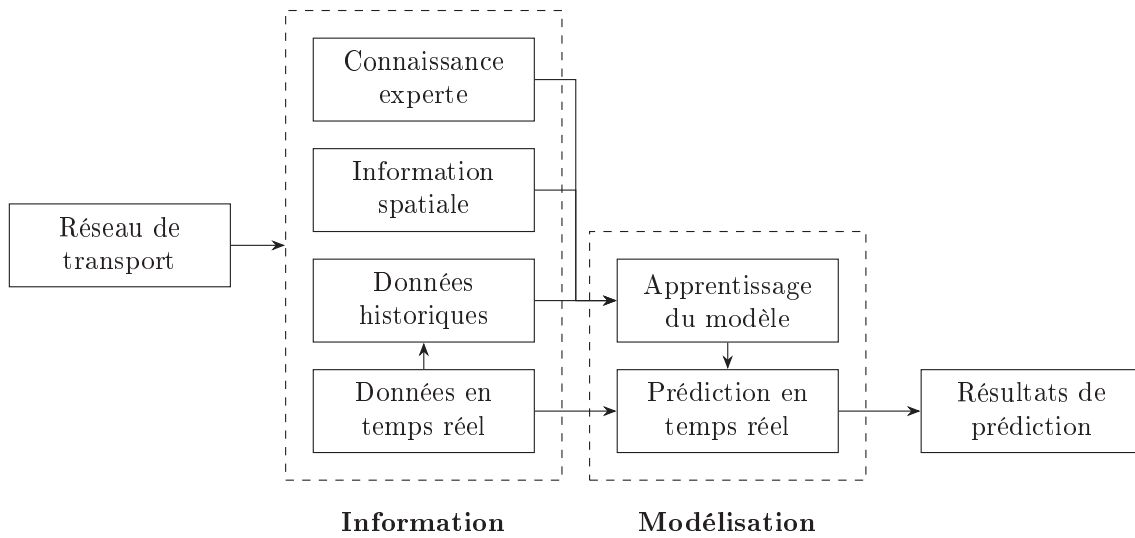 Connaissance
experte
Information
spatiale
Réseau de
transport
Données
historiques
Apprentissage
du modèle
Données en
temps réel
Prédiction en
temps réel
Résultats de
prédiction
Information
Modélisation